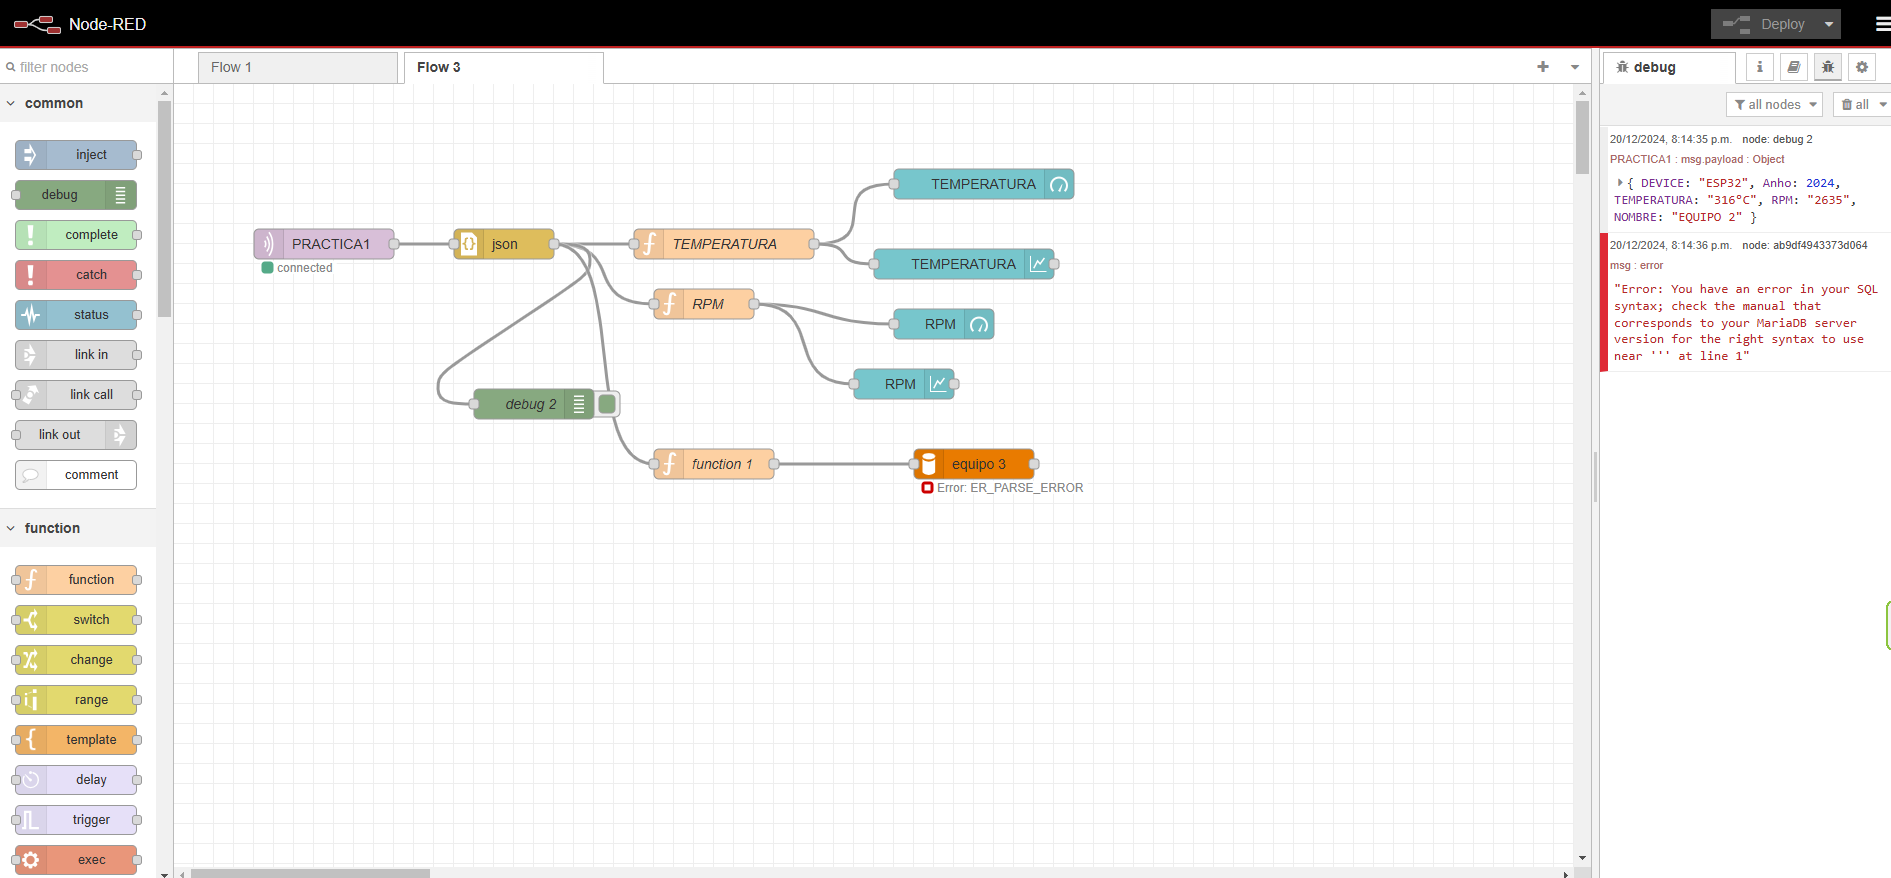 Node-RED
Deploy
filter nodes
Flow 1
Flow 3
debug
i
all nodes
all
common
inject
debug
complete
catch
status
link in
link call
link out
comment
function
function
switch
change
range
template
delay
trigger
exec
PRACTICA1
connected
json
TEMPERATURA
TEMPERATURA
TEMPERATURA
RPM
RPM
RPM
debug 2
function 1
equipo 3
Error: ER_PARSE_ERROR
20/12/2024, 8:14:35 p.m. node: debug 2
PRACTICA1 : msg.payload : Object
{ DEVICE: "ESP32", Anho: 2024,
TEMPERATURA: "316°C", RPM: "2635",
NOMBRE: "EQUIPO 2" }
20/12/2024, 8:14:36 p.m. node: ab9df4943373d064
msg : error
"Error: You have an error in your SQL
syntax; check the manual that
corresponds to your MariaDB server
version for the right syntax to use
near ''' at line 1"